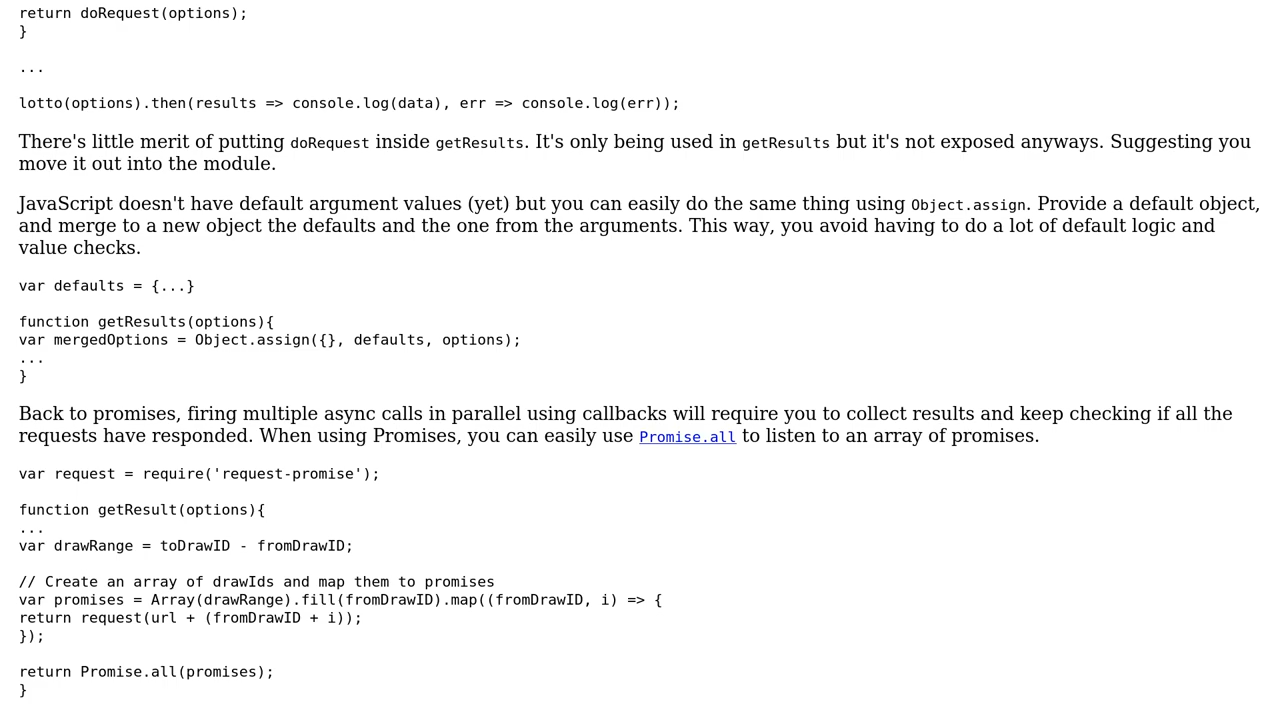 return doRequest(options);
}
...
lotto(options).then(results => console.log(data), err => console.log(err));
There's little merit of putting doRequest inside getResults. It's only being used in getResults but it's not exposed anyways. Suggesting you
move it out into the module.
JavaScript doesn't have default argument values (yet) but you can easily do the same thing using Object.assign. Provide a default object,
and merge to a new object the defaults and the one from the arguments. This way, you avoid having to do a lot of default logic and
value checks.
var defaults = {...}
function getResults(options){
var mergedOptions = Object.assign({}, defaults, options);
...
}
Back to promises, firing multiple async calls in parallel using callbacks will require you to collect results and keep checking if all the
requests have responded. When using Promises, you can easily use Promise.all to listen to an array of promises.
var request = require('request-promise');
function getResult(options){
...
var drawRange = toDrawID - fromDrawID;
// Create an array of drawIds and map them to promises
var promises = Array(drawRange).fill(fromDrawID).map((fromDrawID, i) => {
return request(url + (fromDrawID + i));
});
return Promise.all(promises);
}